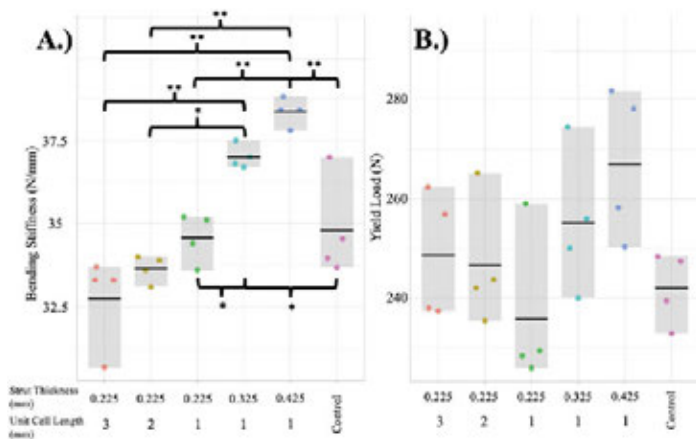 A.)
B.)
**
**
**
**
**
*
Bending Stiffness (N/mm)
37.5
35
32.5
*
*
Yield Load (N)
280
260
240
Strut Thickness (mm)
0.225 0.225 0.225 0.325 0.425 Control
Unit Cell Length (mm)
3 2 1 1 1
0.225 0.225 0.225 0.325 0.425 Control
3 2 1 1 1